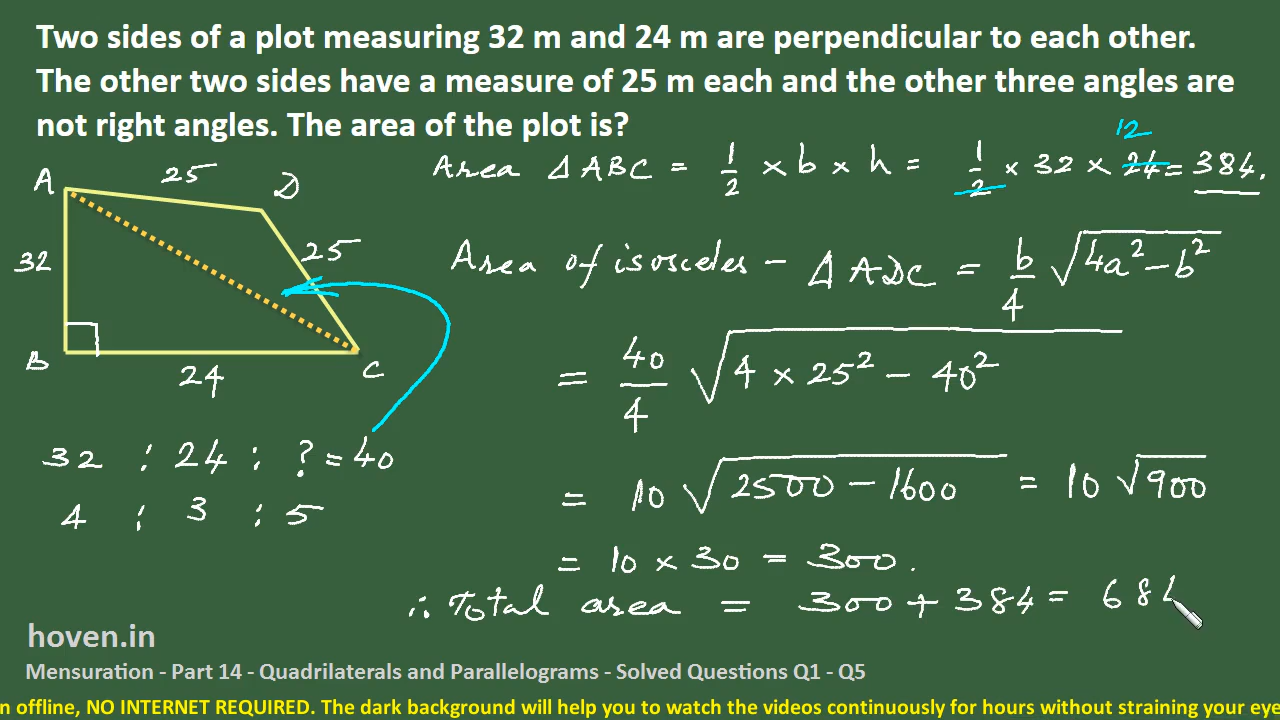 Two sides of a plot measuring 32 m and 24 m are perpendicular to each other.
The other two sides have a measure of 25 m each and the other three angles are
not right angles. The area of the plot is?
12
Area △ABC = 1/2 × b × h = 1/2 × 32 × 24 = 384.
A
25
D
32
25
B
24
C
Area of isosceles - △ADC = b/4 √(4a² - b²)
= 40/4 √(4 × 25² - 40²)
32 : 24 : ? = 40
4 : 3 : 5
= 10 √(2500 - 1600) = 10 √900
= 10 × 30 = 300.
∴ Total area = 300 + 384 = 684
hoven.in
Mensuration - Part 14 - Quadrilaterals and Parallelograms - Solved Questions Q1 - Q5
n offline, NO INTERNET REQUIRED. The dark background will help you to watch the videos continuously for hours without straining your eye